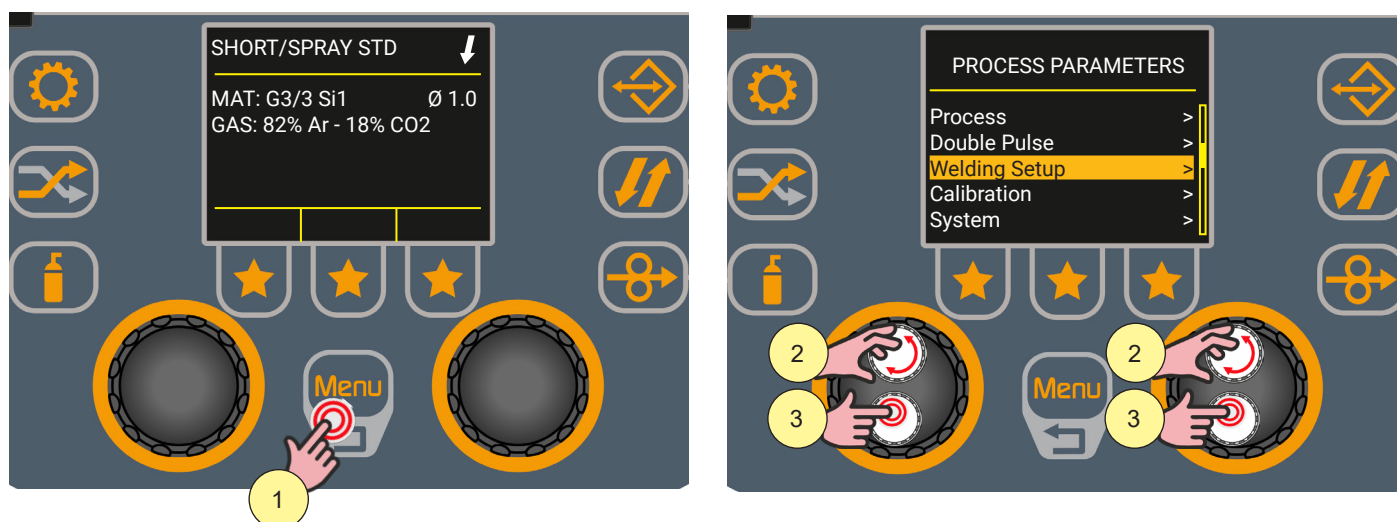 SHORT/SPRAY STD
MAT: G3/3 Si1 Ø 1.0
GAS: 82% Ar - 18% CO2
Menu
1
PROCESS PARAMETERS
Process >
Double Pulse >
Welding Setup >
Calibration >
System >
2
2
Menu
3
3